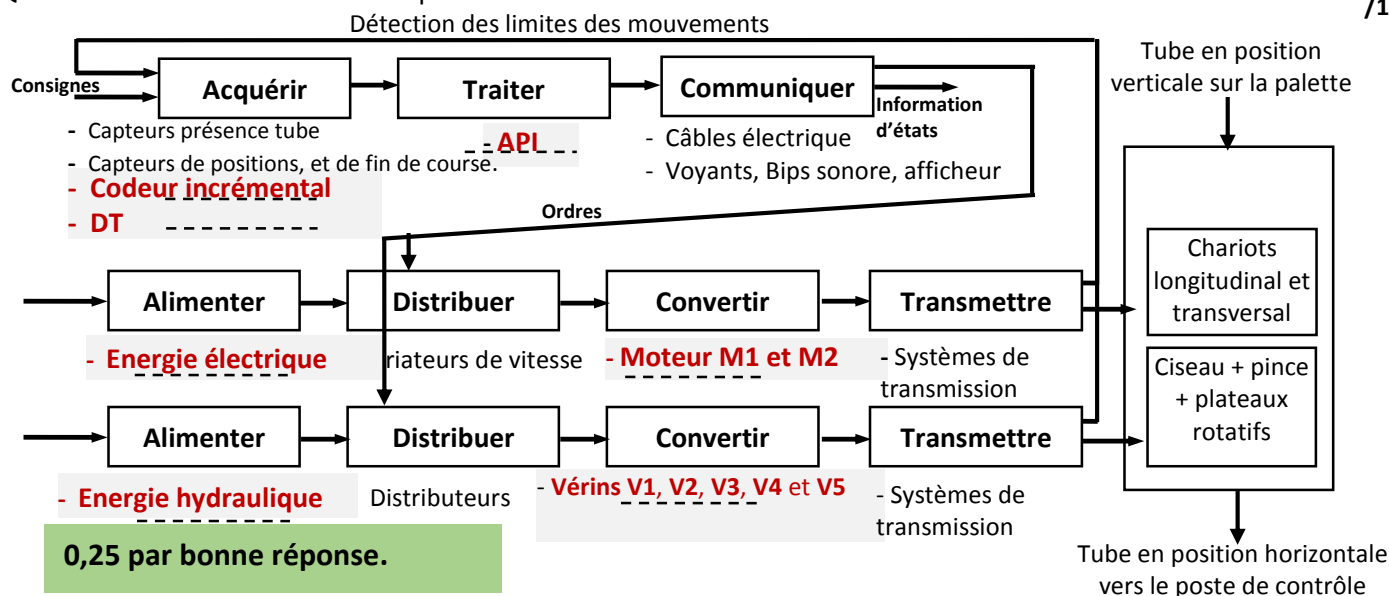 /1
Détection des limites des mouvements
Tube en position
verticale sur la palette
Consignes
Acquérir
Traiter
Communiquer
Information
d'états
- Capteurs présence tube
- Capteurs de positions, et de fin de course.
- Codeur incrémental
- DT
- API
- Câbles électrique
- Voyants, Bips sonore, afficheur
Ordres
Chariots
longitudinal et
transversal
Alimenter
Distribuer
Convertir
Transmettre
- Energie électrique
riateurs de vitesse
- Moteur M1 et M2
- Systèmes de
transmission
Ciseau + pince
+ plateaux
rotatifs
Alimenter
Distribuer
Convertir
Transmettre
- Energie hydraulique
Distributeurs
- Vérins V1, V2, V3, V4 et V5
- Systèmes de
transmission
0,25 par bonne réponse.
Tube en position horizontale
vers le poste de contrôle